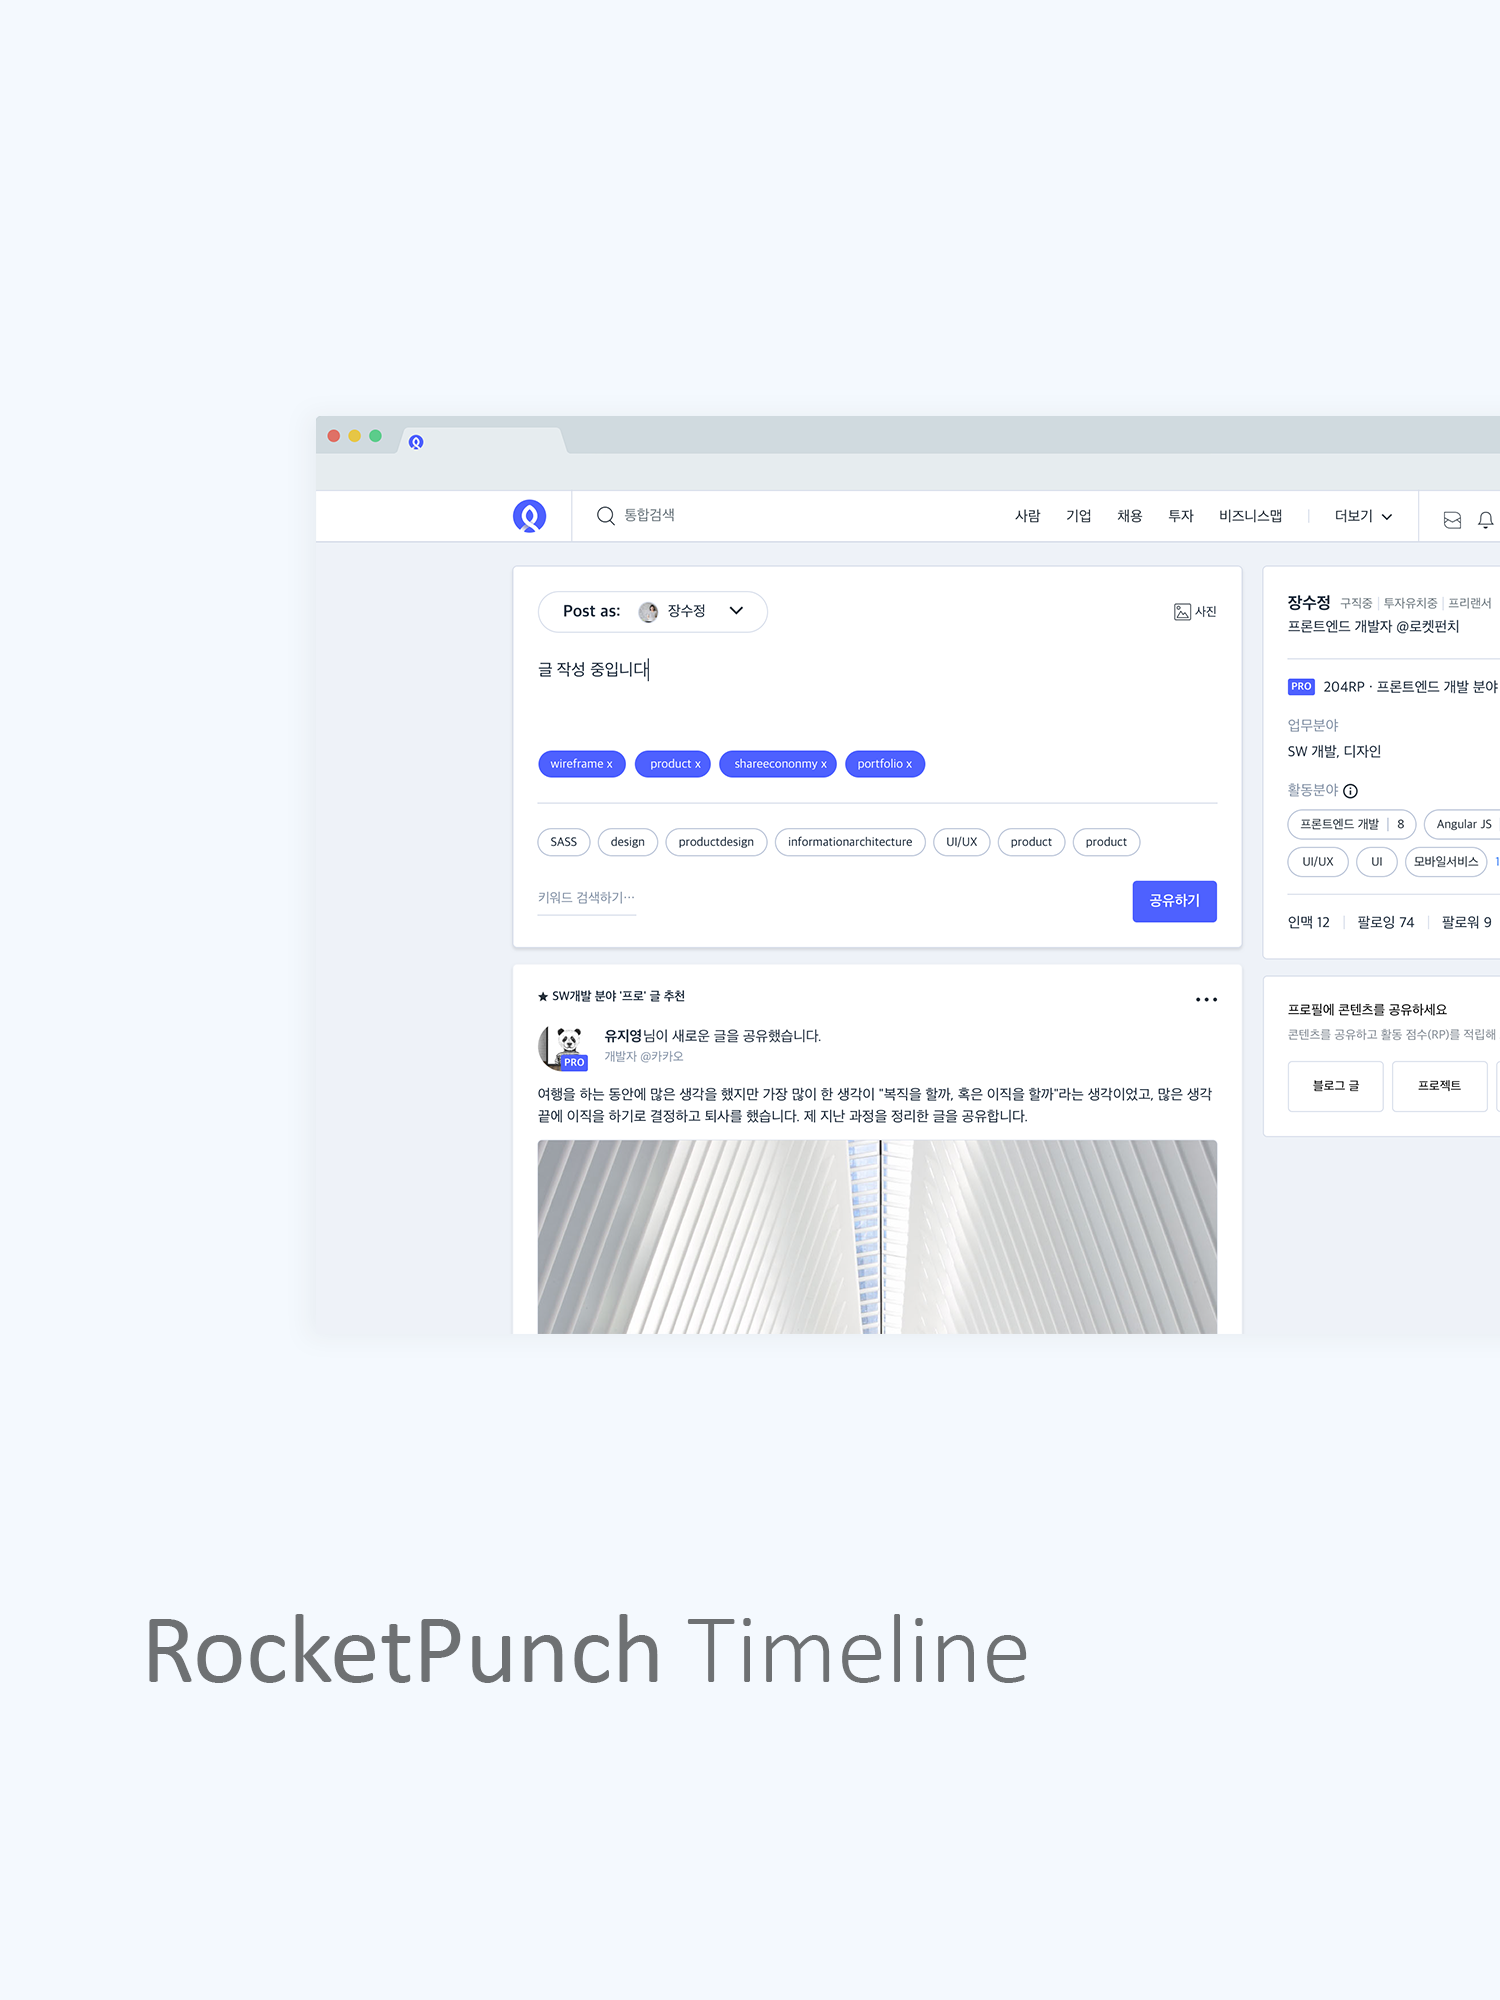 통합검색
사람 기업 채용 투자 비즈니스맵 더보기
Post as: 장수정
사진
글 작성 중입니다
wireframe x product x shareecononmy x portfolio x
SASS design productdesign informationarchitecture UI/UX product product
키워드 검색하기···
공유하기
★ SW개발 분야 '프로' 글 추천
유지영님이 새로운 글을 공유했습니다.
PRO
개발자 @카카오
여행을 하는 동안에 많은 생각을 했지만 가장 많이 한 생각이 "복직을 할까, 혹은 이직을 할까"라는 생각이었고, 많은 생각
끝에 이직을 하기로 결정하고 퇴사를 했습니다. 제 지난 과정을 정리한 글을 공유합니다.
장수정 구직중 | 투자유치중 | 프리랜서
프론트엔드 개발자 @로켓펀치
PRO 204RP · 프론트엔드 개발 분야
업무분야
SW 개발, 디자인
활동분야
프론트엔드 개발 | 8 Angular JS
UI/UX UI 모바일서비스 1
인맥 12 팔로잉 74 팔로워 9
프로필에 콘텐츠를 공유하세요
콘텐츠를 공유하고 활동 점수(RP)를 적립해
블로그 글 프로젝트
RocketPunch Timeline